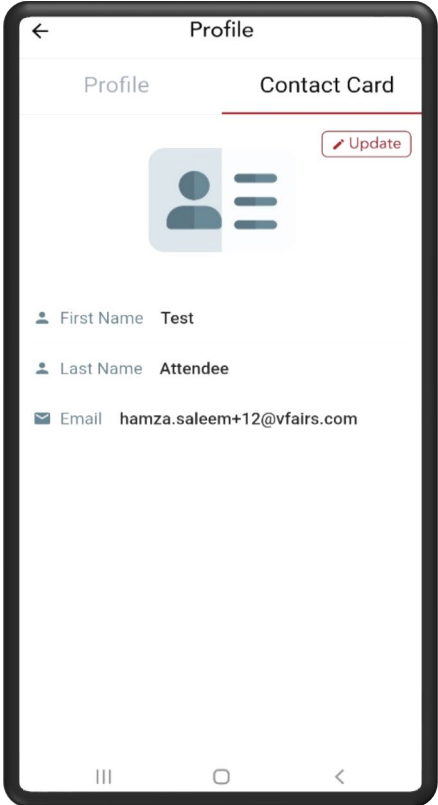 Profile
Profile Contact Card
Update
First Name Test
Last Name Attendee
Email hamza.saleem+12@vfairs.com